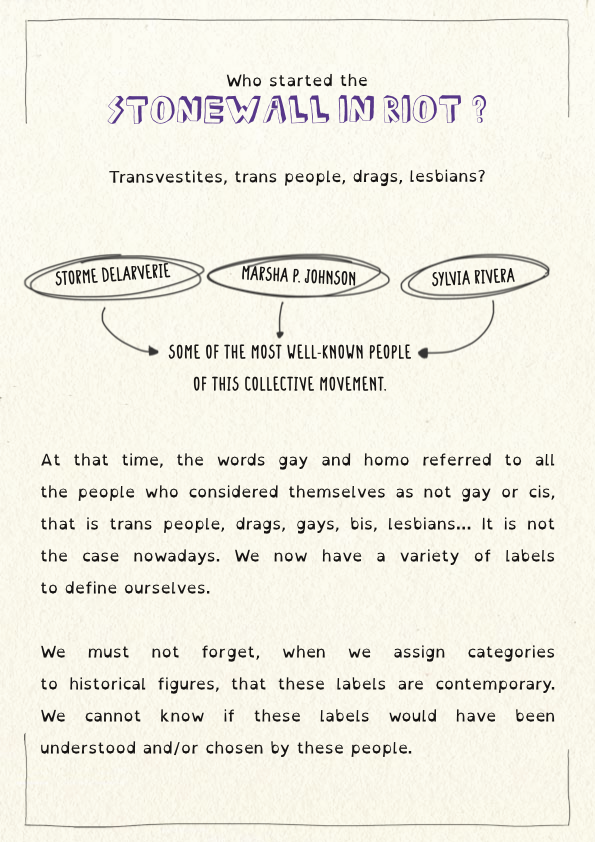 Who started the
STONEWALL IN RIOT ?
Transvestites, trans people, drags, lesbians?
STORME DELARVERIE
MARSHA P. JOHNSON
SYLVIA RIVERA
SOME OF THE MOST WELL-KNOWN PEOPLE
OF THIS COLLECTIVE MOVEMENT.
At that time, the words gay and homo referred to all
the people who considered themselves as not gay or cis,
that is trans people, drags, gays, bis, lesbians... It is not
the case nowadays. We now have a variety of labels
to define ourselves.
We must not forget, when we assign categories
to historical figures, that these labels are contemporary.
We cannot know if these labels would have been
understood and/or chosen by these people.